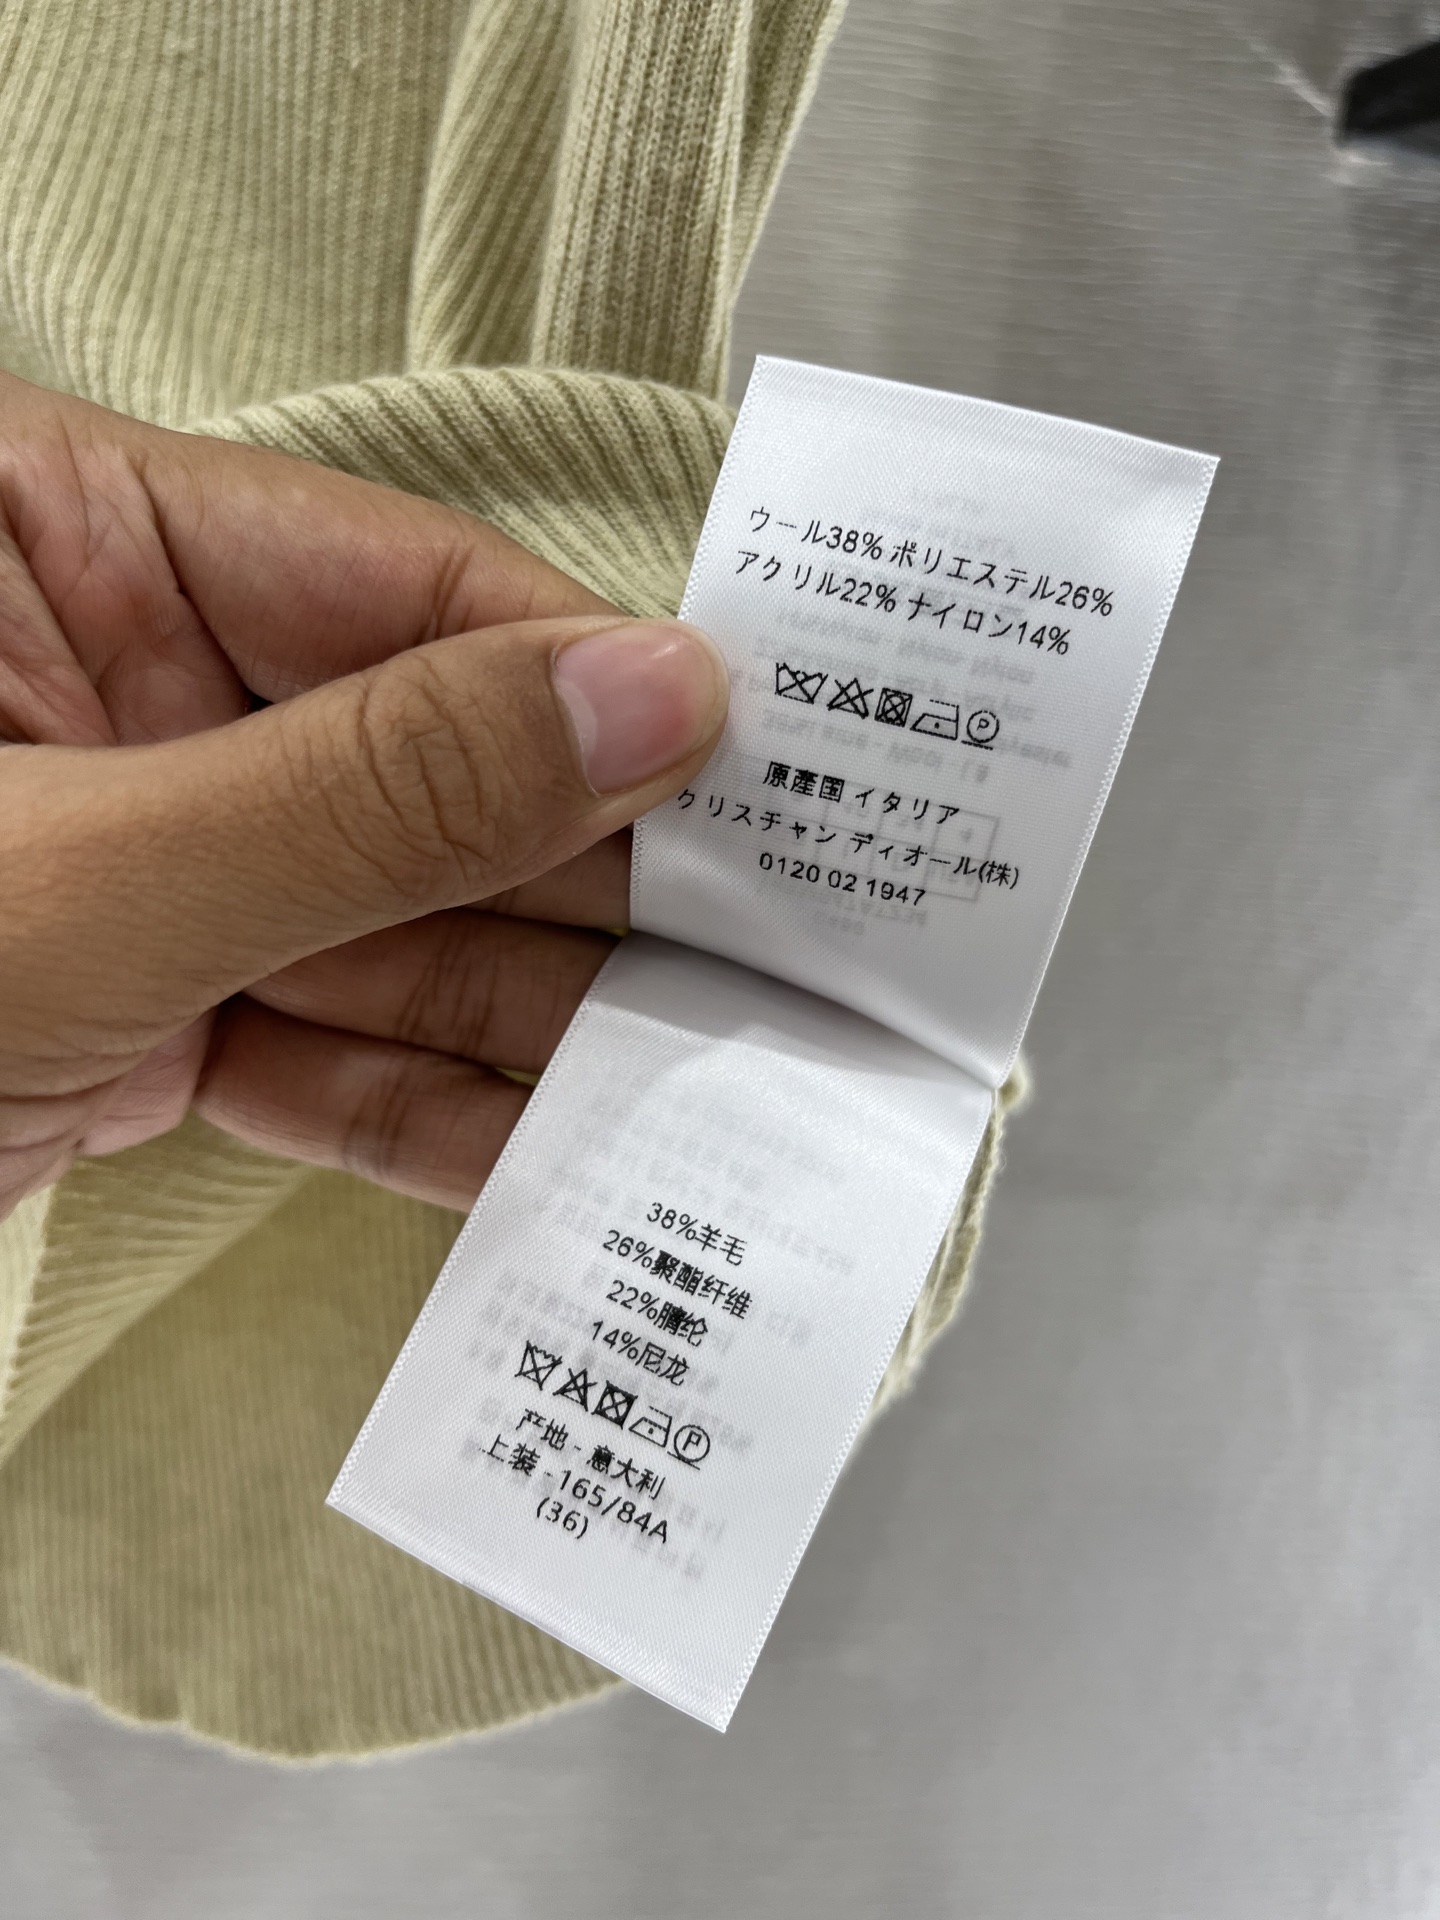 ウール38% ポリエステル26%
アクリル22% ナイロン14%
P
原産国 イタリア
クリスチャン ディオール(株)
0120 02 1947
38%羊毛
26%聚酯纤维
22%腈纶
14%尼龙
P
产地 - 意大利
上装 - 165/84A
(36)